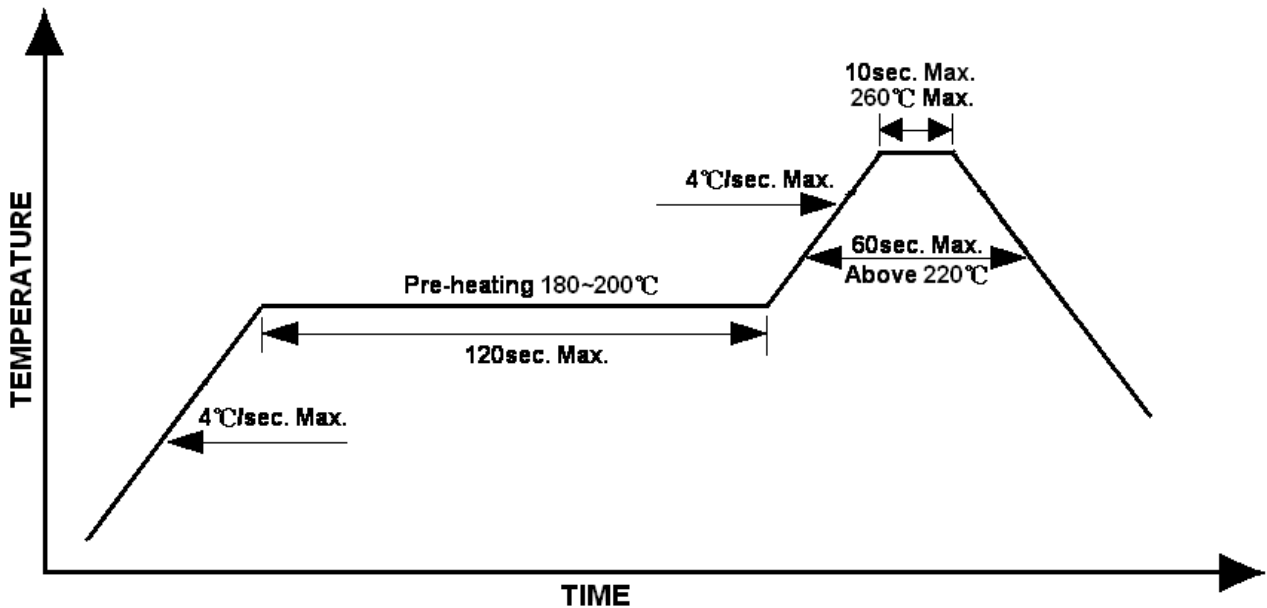 10sec. Max.
260℃ Max.
4℃/sec. Max.
60sec. Max.
Above 220℃
Pre-heating 180~200℃
120sec. Max.
4℃/sec. Max.
TEMPERATURE
TIME